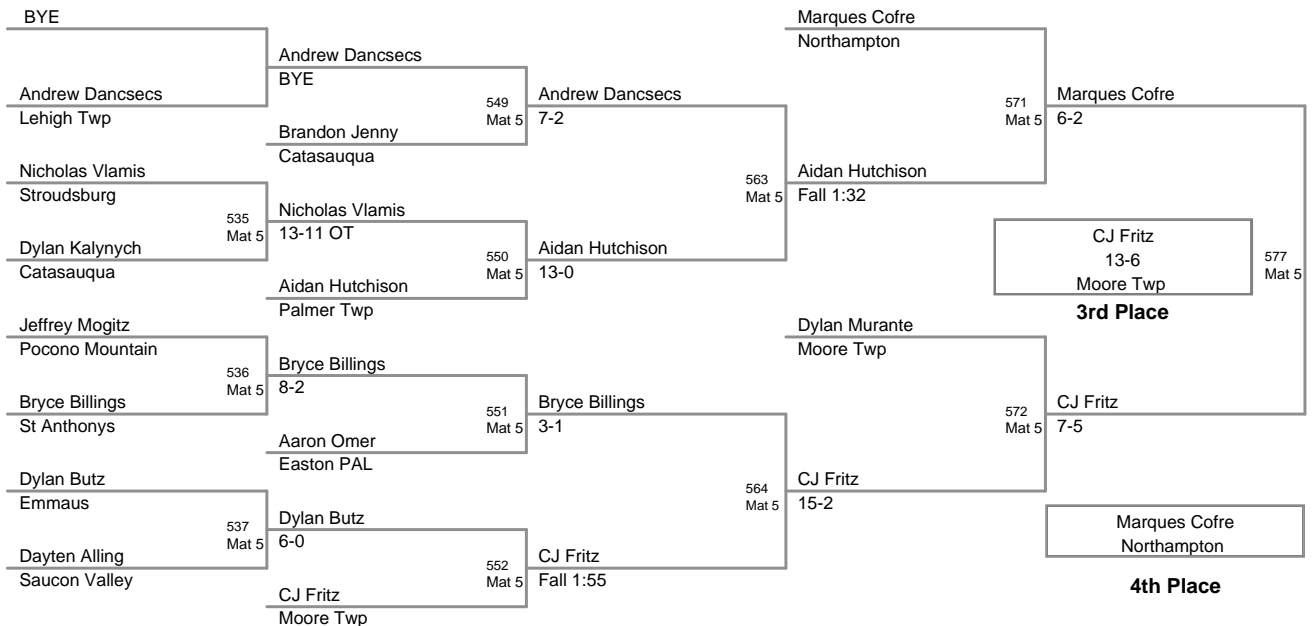 BYE
Andrew Dancsecs
Lehigh Twp
Nicholas Vlamis
Stroudsburg
535
Mat 5
Dylan Kalynych
Catasauqua
Jeffrey Mogitz
Pocono Mountain
536
Mat 5
Bryce Billings
St Anthonys
Dylan Butz
Emmaus
537
Mat 5
Dayten Alling
Saucon Valley
Andrew Dancsecs
BYE
549
Mat 5
Brandon Jenny
Catasauqua
Nicholas Vlamis
13-11 OT
550
Mat 5
Aidan Hutchison
Palmer Twp
Bryce Billings
8-2
551
Mat 5
Aaron Omer
Easton PAL
Dylan Butz
6-0
552
Mat 5
CJ Fritz
Moore Twp
Andrew Dancsecs
7-2
563
Mat 5
Aidan Hutchison
13-0
Bryce Billings
3-1
564
Mat 5
CJ Fritz
Fall 1:55
Marques Cofre
Northampton
571
Mat 5
Aidan Hutchison
Fall 1:32
Dylan Murante
Moore Twp
572
Mat 5
CJ Fritz
15-2
Marques Cofre
6-2
577
Mat 5
CJ Fritz
7-5
CJ Fritz
13-6
Moore Twp
3rd Place
Marques Cofre
Northampton
4th Place